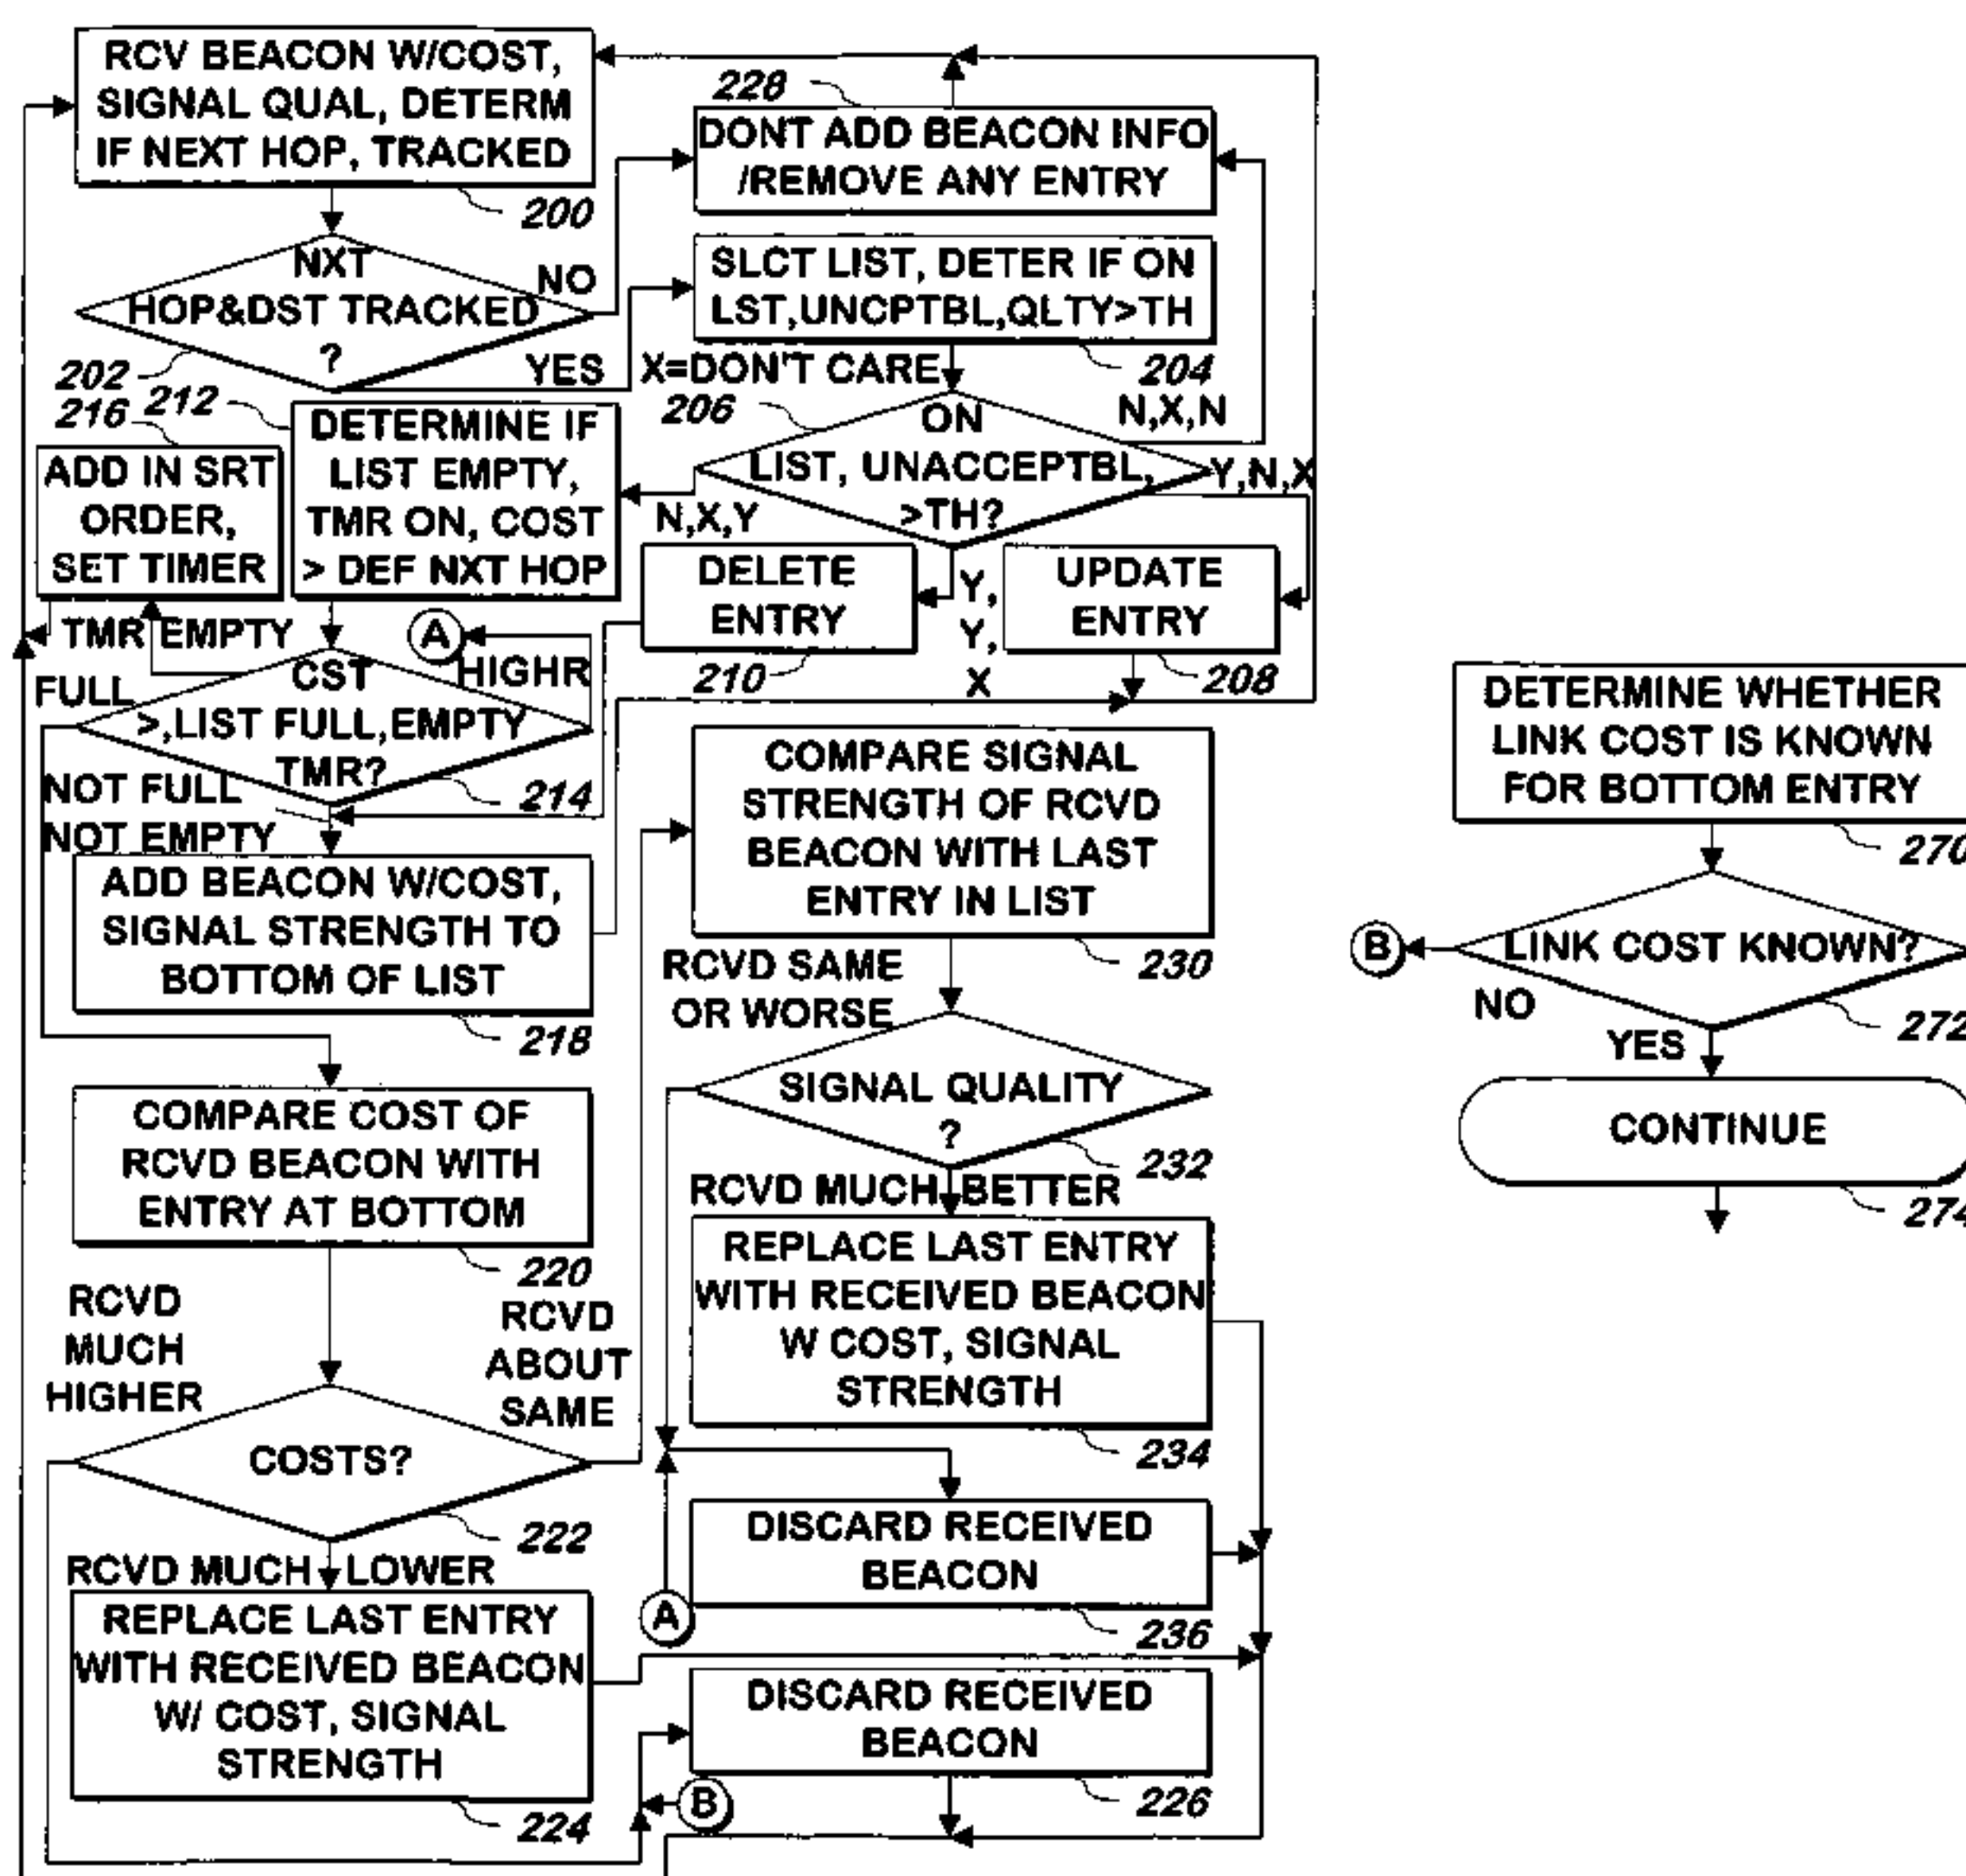 RCV BEACON W/COST,
SIGNAL QUAL, DETERM
IF NEXT HOP, TRACKED
200
NXT
HOP&DST TRACKED
?
NO
YES
202
228
DONT ADD BEACON INFO
/REMOVE ANY ENTRY
SLCT LIST, DETER IF ON
LST,UNCPTBL,QLTY>TH
204
X=DON'T CARE
206
ON
LIST, UNACCEPTBL,
>TH?
N,X,N
Y,N,X
N,X,Y
Y,
Y,
X
212
DETERMINE IF
LIST EMPTY,
TMR ON, COST
> DEF NXT HOP
216
ADD IN SRT
ORDER,
SET TIMER
TMR EMPTY
A
HIGHR
DELETE
ENTRY
210
UPDATE
ENTRY
208
FULL
CST
>,LIST FULL,EMPTY
TMR?
214
NOT FULL
NOT EMPTY
ADD BEACON W/COST,
SIGNAL STRENGTH TO
BOTTOM OF LIST
218
COMPARE COST OF
RCVD BEACON WITH
ENTRY AT BOTTOM
220
RCVD
MUCH
HIGHER
RCVD
ABOUT
SAME
COSTS?
222
RCVD MUCH LOWER
REPLACE LAST ENTRY
WITH RECEIVED BEACON
W/ COST, SIGNAL
STRENGTH
224
COMPARE SIGNAL
STRENGTH OF RCVD
BEACON WITH LAST
ENTRY IN LIST
230
RCVD SAME
OR WORSE
SIGNAL QUALITY
?
232
RCVD MUCH BETTER
REPLACE LAST ENTRY
WITH RECEIVED BEACON
W COST, SIGNAL
STRENGTH
234
DISCARD RECEIVED
BEACON
236
A
DISCARD RECEIVED
BEACON
226
B
DETERMINE WHETHER
LINK COST IS KNOWN
FOR BOTTOM ENTRY
270
LINK COST KNOWN?
B
NO
272
YES
CONTINUE
274